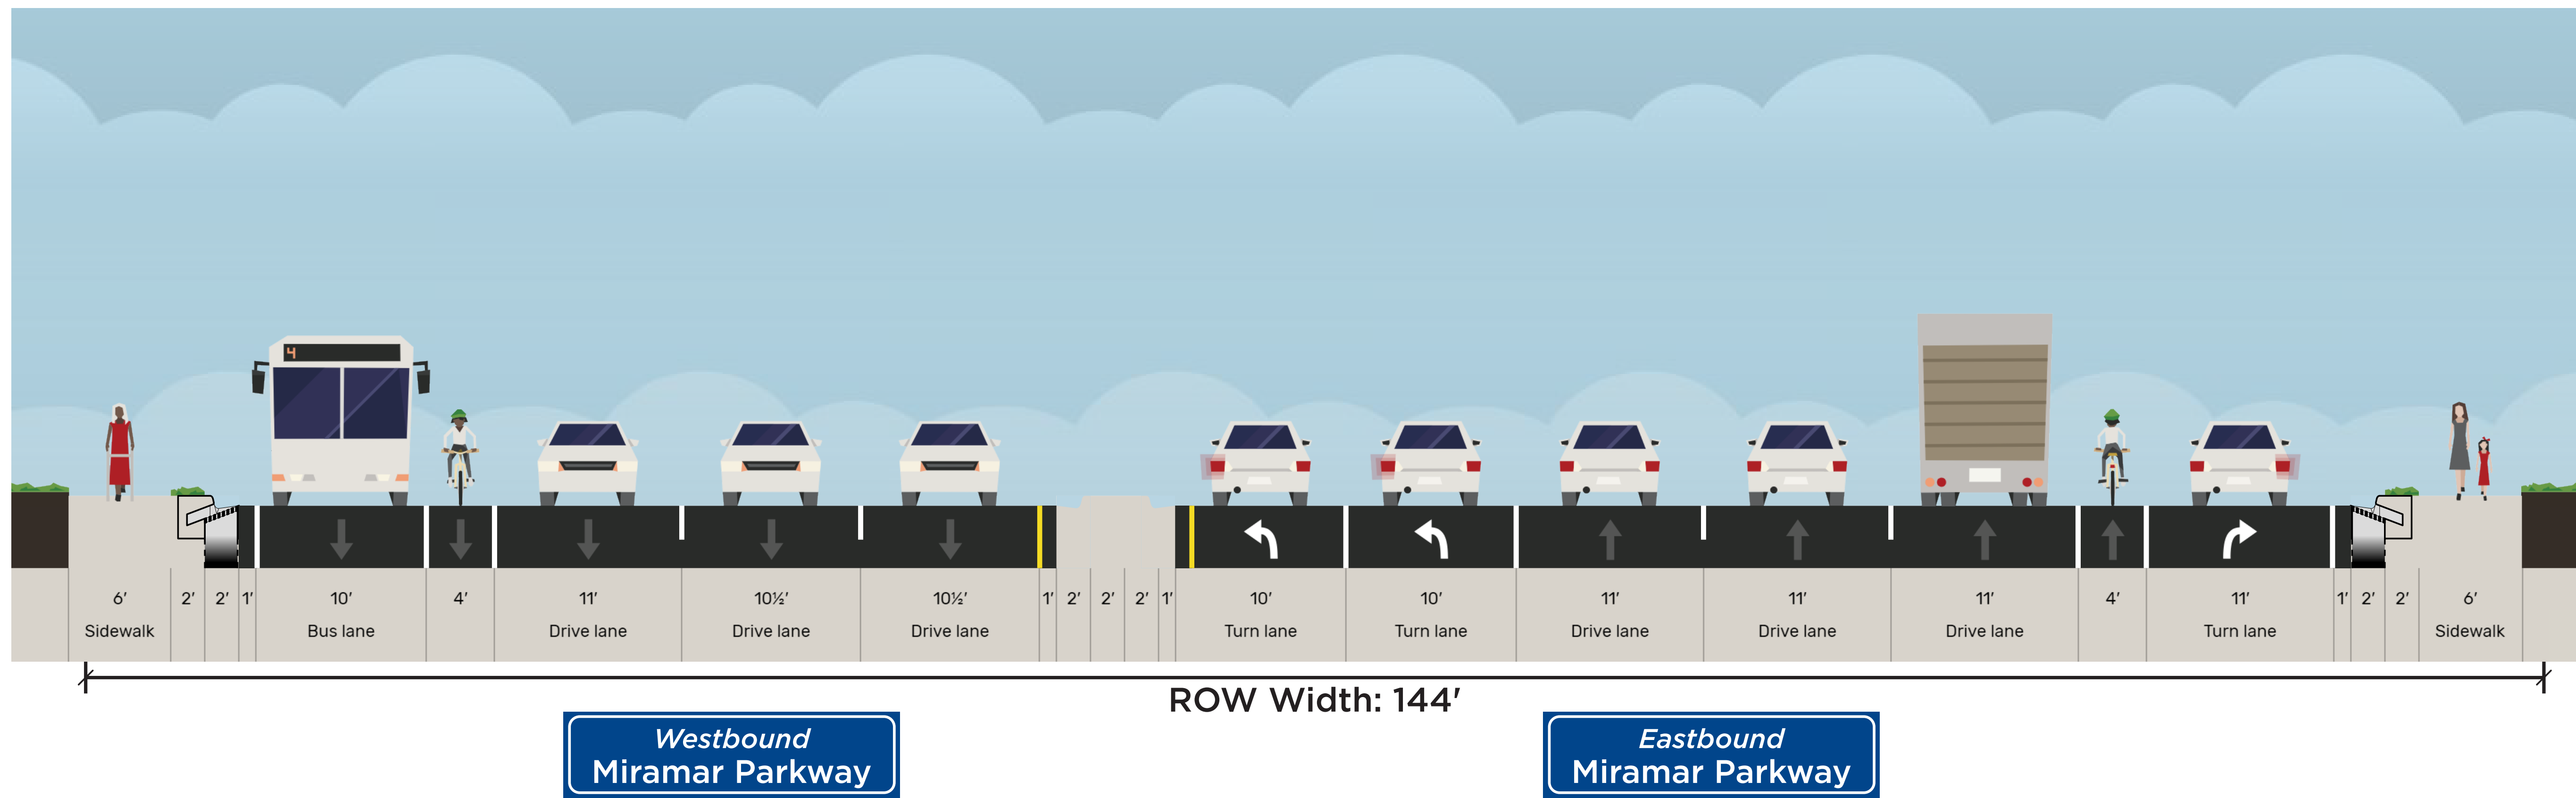 4
6' 2' 2' 1' 10' 4' 11' 10½' 10½' 1' 2' 2' 2' 1' 10' 10' 11' 11' 11' 4' 11' 1' 2' 2' 6'
Sidewalk Bus lane Drive lane Drive lane Drive lane Turn lane Turn lane Drive lane Drive lane Drive lane Turn lane Sidewalk
ROW Width: 144'
Westbound
Miramar Parkway
Eastbound
Miramar Parkway